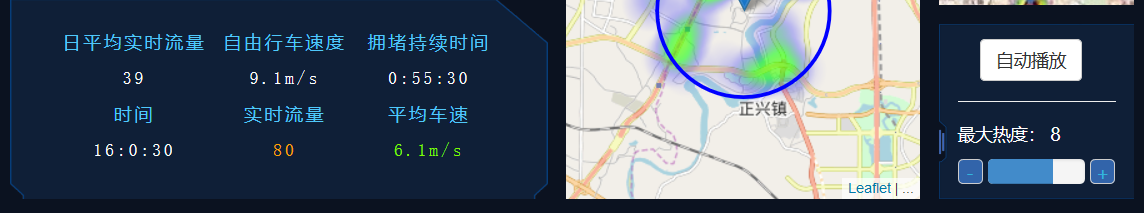 日平均实时流量 自由行车速度 拥堵持续时间
39 9.1m/s 0:55:30
时间 实时流量 平均车速
16:0:30 80 6.1m/s
正兴镇
Leaflet | ...
自动播放
最大热度： 8
- +